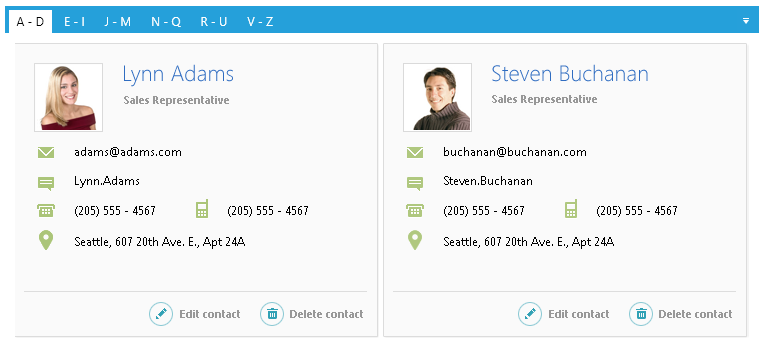 A - D E - I J - M N - Q R - U V - Z
Lynn Adams
Sales Representative
adams@adams.com
Lynn.Adams
(205) 555 - 4567 (205) 555 - 4567
Seattle, 607 20th Ave. E., Apt 24A
Edit contact Delete contact
Steven Buchanan
Sales Representative
buchanan@buchanan.com
Steven.Buchanan
(205) 555 - 4567 (205) 555 - 4567
Seattle, 607 20th Ave. E., Apt 24A
Edit contact Delete contact